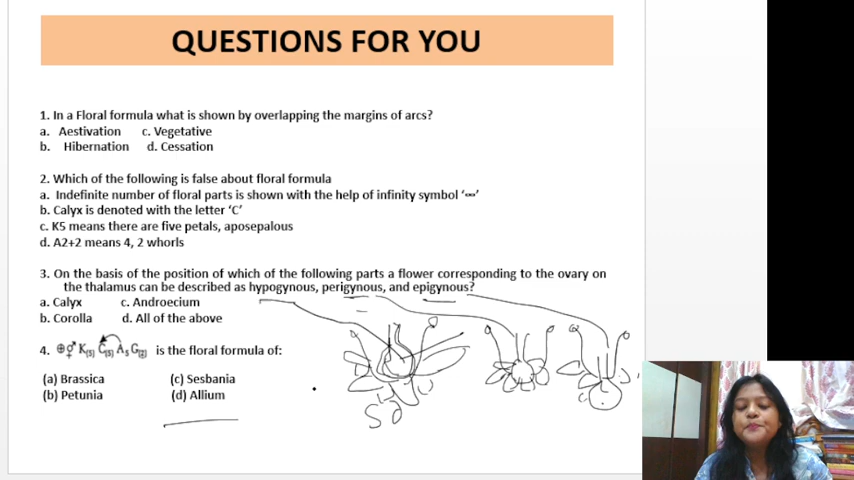 QUESTIONS FOR YOU
1. In a Floral formula what is shown by overlapping the margins of arcs?
a. Aestivation c. Vegetative
b. Hibernation d. Cessation
2. Which of the following is false about floral formula
a. Indefinite number of floral parts is shown with the help of infinity symbol ‘∞’
b. Calyx is denoted with the letter ‘C’
c. K5 means there are five petals, aposepalous
d. A2+2 means 4, 2 whorls
3. On the basis of the position of which of the following parts a flower corresponding to the ovary on
the thalamus can be described as hypogynous, perigynous, and epigynous?
a. Calyx c. Androecium
b. Corolla d. All of the above
4. ⊕⚥ K(5) C(5) A5 G(2) is the floral formula of:
(a) Brassica (c) Sesbania
(b) Petunia (d) Allium